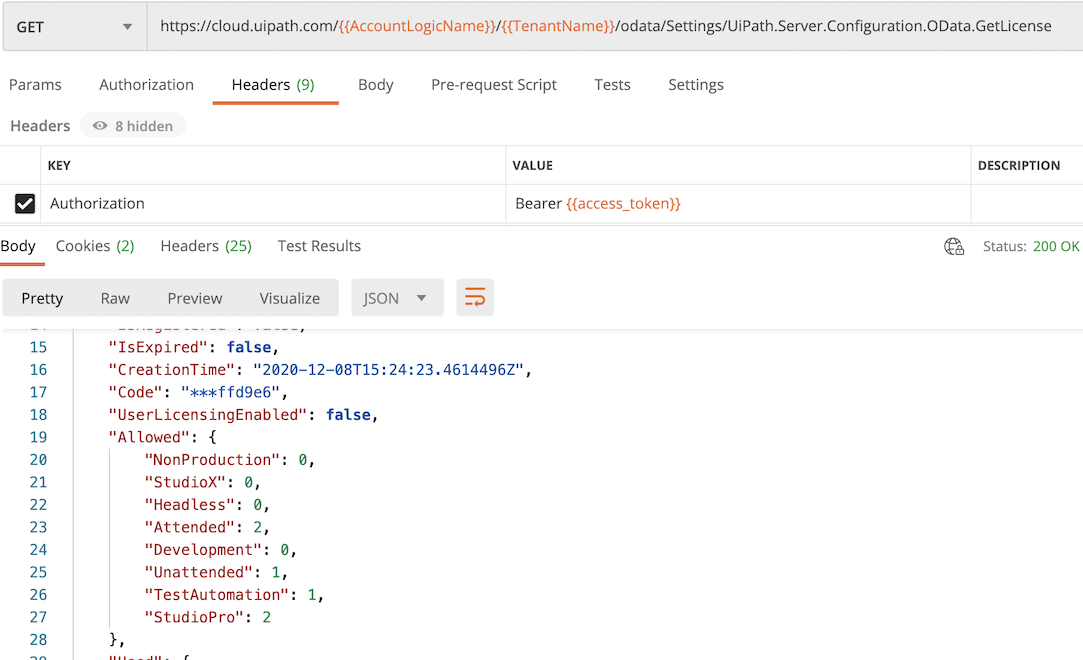 GET https://cloud.uipath.com/{{AccountLogicName}}/{{TenantName}}/odata/Settings/UiPath.Server.Configuration.OData.GetLicense
Params Authorization Headers (9) Body Pre-request Script Tests Settings
Headers 8 hidden
KEY VALUE DESCRIPTION
Authorization Bearer {{access_token}}
Body Cookies (2) Headers (25) Test Results Status: 200 OK
Pretty Raw Preview Visualize JSON
15 "IsExpired": false,
16 "CreationTime": "2020-12-08T15:24:23.4614496Z",
17 "Code": "***ffd9e6",
18 "UserLicensingEnabled": false,
19 "Allowed": {
20 "NonProduction": 0,
21 "StudioX": 0,
22 "Headless": 0,
23 "Attended": 2,
24 "Development": 0,
25 "Unattended": 1,
26 "TestAutomation": 1,
27 "StudioPro": 2
28 },